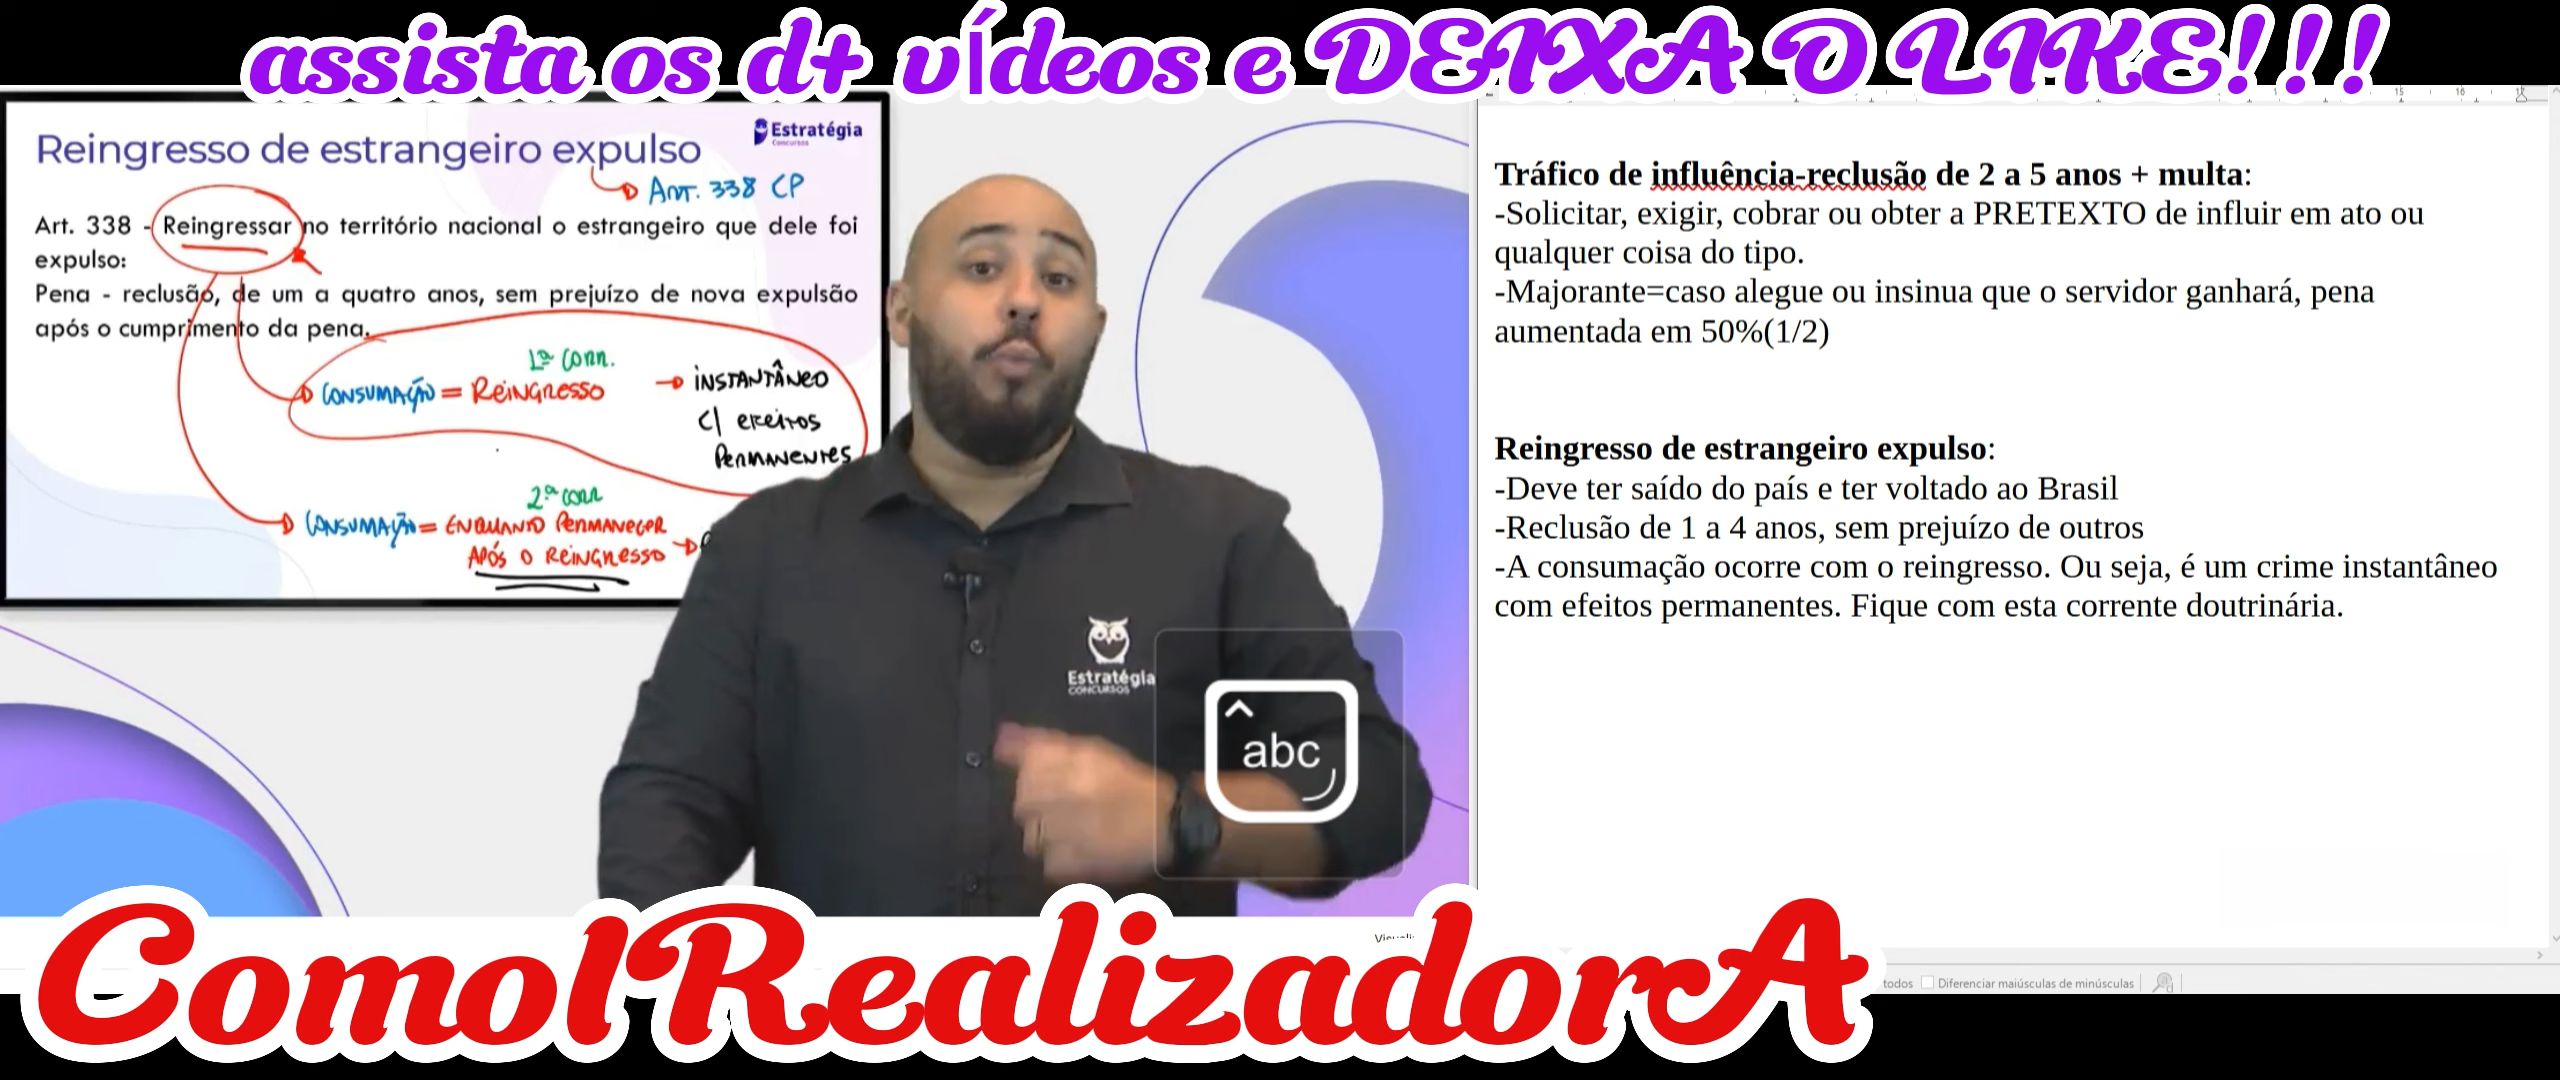 assista os d+ vÍdeos e DEIXA O LIKE!!!
Reingresso de estrangeiro expulso
Estratégia
Concursos
ART. 338 CP
Art. 338 - Reingressar no território nacional o estrangeiro que dele foi
expulso:
Pena - reclusão, de um a quatro anos, sem prejuízo de nova expulsão
após o cumprimento da pena.
1ª CORR.
CONSUMAÇÃO = REINGRESSO → INSTANTÂNEO
C/ EFEITOS
PERMANENTES
2ª CORR
CONSUMAÇÃO = ENQUANTO PERMANECER
APÓS O REINGRESSO
Estratégia
CONCURSOS
abc
Tráfico de influência-reclusão de 2 a 5 anos + multa:
-Solicitar, exigir, cobrar ou obter a PRETEXTO de influir em ato ou
qualquer coisa do tipo.
-Majorante=caso alegue ou insinua que o servidor ganhará, pena
aumentada em 50%(1/2)
Reingresso de estrangeiro expulso:
-Deve ter saído do país e ter voltado ao Brasil
-Reclusão de 1 a 4 anos, sem prejuízo de outros
-A consumação ocorre com o reingresso. Ou seja, é um crime instantâneo
com efeitos permanentes. Fique com esta corrente doutrinária.
15 16
todos Diferenciar maiúsculas de minúsculas
ComolRealizadorA